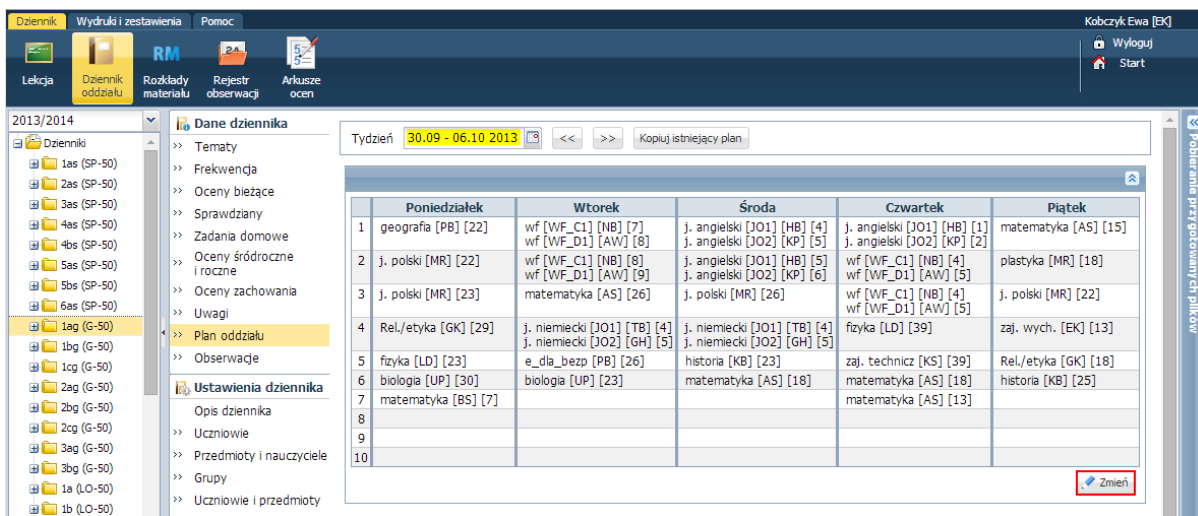 Dziennik Wydruki i zestawienia Pomoc Kobczyk Ewa [EK]
Lekcja
Dziennik oddziału
RM Rozkłady materiału
Rejestr obserwacji
Arkusze ocen
Wyloguj
Start
2013/2014
Dzienniki
1as (SP-50)
2as (SP-50)
3as (SP-50)
4as (SP-50)
4bs (SP-50)
5as (SP-50)
5bs (SP-50)
6as (SP-50)
1ag (G-50)
1bg (G-50)
1cg (G-50)
2ag (G-50)
2bg (G-50)
2cg (G-50)
3ag (G-50)
3bg (G-50)
1a (LO-50)
1b (LO-50)
Dane dziennika
>> Tematy
>> Frekwencja
>> Oceny bieżące
>> Sprawdziany
>> Zadania domowe
>> Oceny śródroczne
i roczne
>> Oceny zachowania
>> Uwagi
>> Plan oddziału
>> Obserwacje
Ustawienia dziennika
Opis dziennika
>> Uczniowie
>> Przedmioty i nauczyciele
>> Grupy
>> Uczniowie i przedmioty
Tydzień 30.09 - 06.10 2013 << >> Kopiuj istniejący plan
Poniedziałek Wtorek Środa Czwartek Piątek
1 geografia [PB] [22] wf [WF_C1] [NB] [7] j. angielski [JO1] [HB] [4] j. angielski [JO1] [HB] [1] matematyka [AS] [15]
wf [WF_D1] [AW] [8] j. angielski [JO2] [KP] [5] j. angielski [JO2] [KP] [2]
2 j. polski [MR] [22] wf [WF_C1] [NB] [8] j. angielski [JO1] [HB] [5] wf [WF_C1] [NB] [4] plastyka [MR] [18]
wf [WF_D1] [AW] [9] j. angielski [JO2] [KP] [6] wf [WF_D1] [AW] [5]
3 j. polski [MR] [23] matematyka [AS] [26] j. polski [MR] [26] wf [WF_C1] [NB] [4] j. polski [MR] [22]
wf [WF_D1] [AW] [5]
4 Rel./etyka [GK] [29] j. niemiecki [JO1] [TB] [4] j. niemiecki [JO1] [TB] [4] fizyka [LD] [39] zaj. wych. [EK] [13]
j. niemiecki [JO2] [GH] [5] j. niemiecki [JO2] [GH] [5]
5 fizyka [LD] [23] e_dla_bezp [PB] [26] historia [KB] [23] zaj. technicz [KS] [39] Rel./etyka [GK] [18]
6 biologia [UP] [30] biologia [UP] [23] matematyka [AS] [18] matematyka [AS] [18] historia [KB] [25]
7 matematyka [BS] [7] matematyka [AS] [13]
8
9
10
Zmień
Pobieranie przygotowanych plików